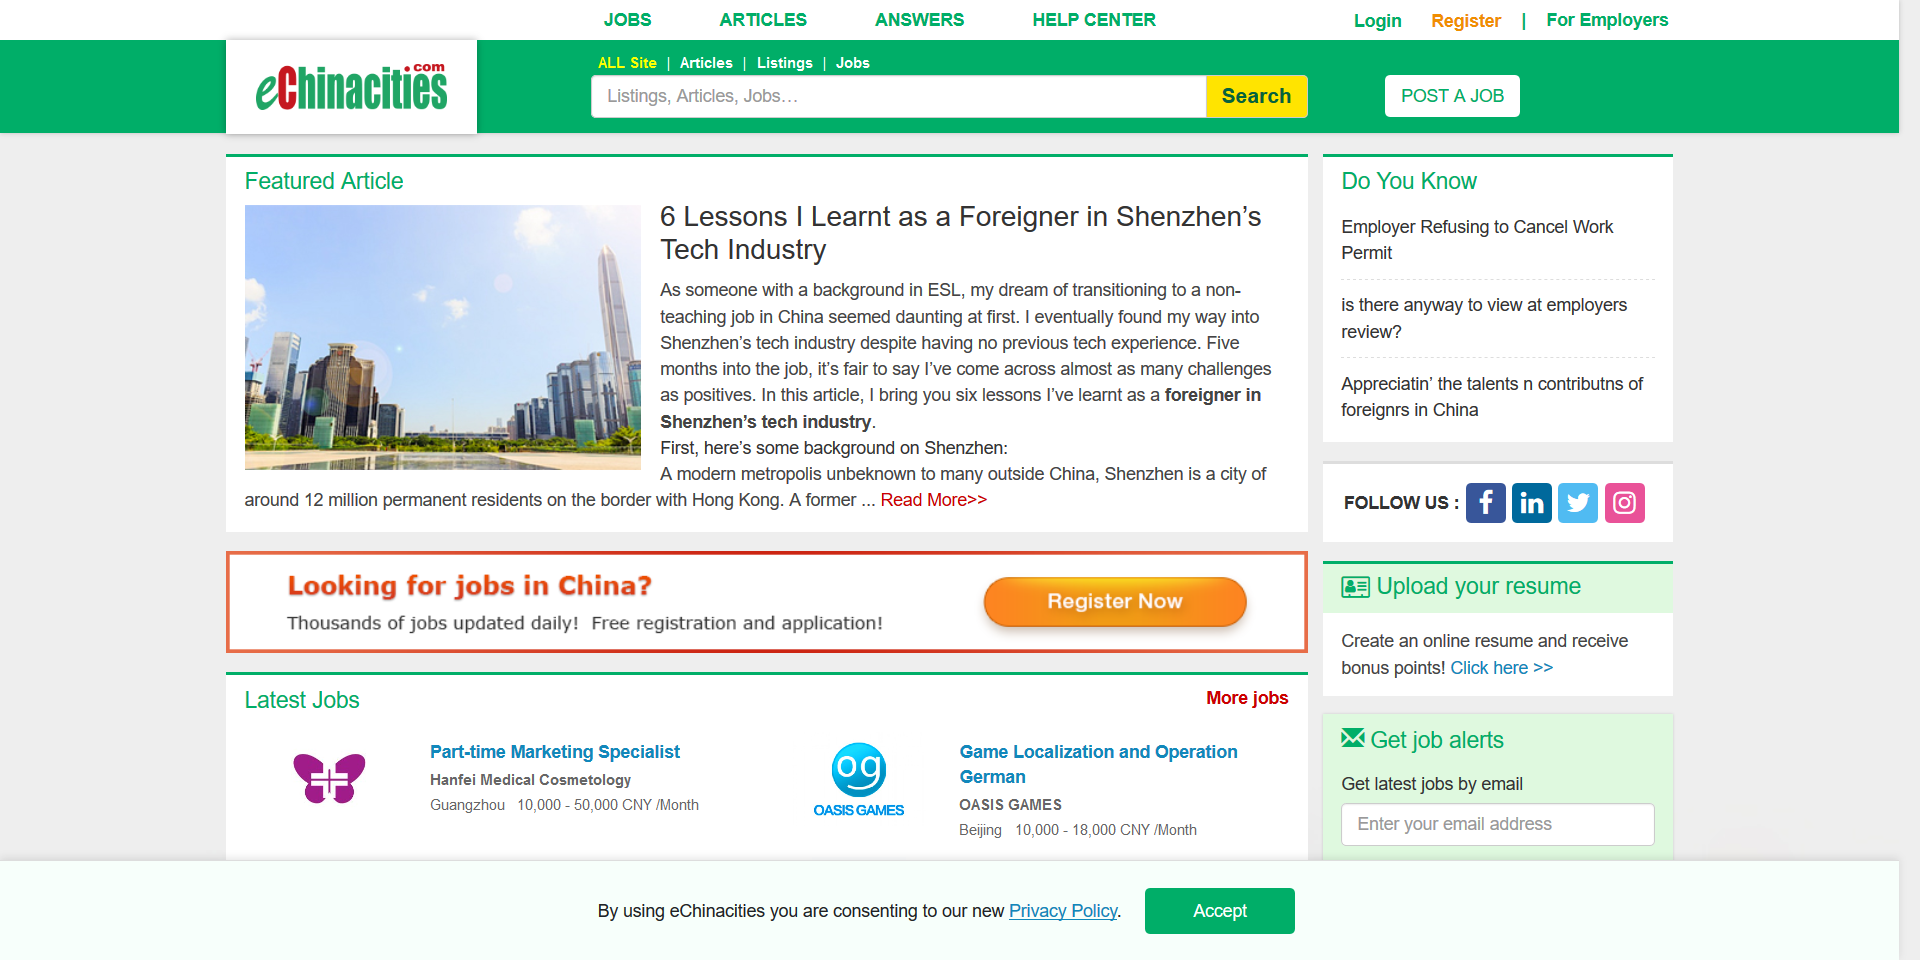 JOBS ARTICLES ANSWERS HELP CENTER Login Register | For Employers
eChinacities.com
ALL Site | Articles | Listings | Jobs
Listings, Articles, Jobs… Search
POST A JOB
Featured Article
6 Lessons I Learnt as a Foreigner in Shenzhen’s
Tech Industry
As someone with a background in ESL, my dream of transitioning to a non-
teaching job in China seemed daunting at first. I eventually found my way into
Shenzhen’s tech industry despite having no previous tech experience. Five
months into the job, it’s fair to say I’ve come across almost as many challenges
as positives. In this article, I bring you six lessons I’ve learnt as a foreigner in
Shenzhen’s tech industry.
First, here’s some background on Shenzhen:
A modern metropolis unbeknown to many outside China, Shenzhen is a city of
around 12 million permanent residents on the border with Hong Kong. A former ... Read More>>
Looking for jobs in China?
Thousands of jobs updated daily! Free registration and application!
Register Now
Latest Jobs
More jobs
Part-time Marketing Specialist
Hanfei Medical Cosmetology
Guangzhou 10,000 - 50,000 CNY /Month
og
OASIS GAMES
Game Localization and Operation
German
OASIS GAMES
Beijing 10,000 - 18,000 CNY /Month
Do You Know
Employer Refusing to Cancel Work
Permit
is there anyway to view at employers
review?
Appreciatin’ the talents n contributns of
foreignrs in China
FOLLOW US : f in
Upload your resume
Create an online resume and receive
bonus points! Click here >>
Get job alerts
Get latest jobs by email
Enter your email address
By using eChinacities you are consenting to our new Privacy Policy. Accept